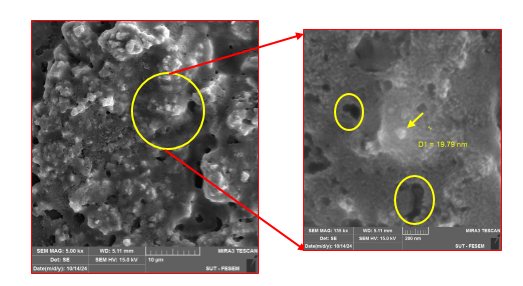 SEM MAG: 5.00 kx WD: 5.11 mm MIRA3 TESCAN
Det: SE SEM HV: 15.0 kV 10 µm
Date(m/d/y): 10/14/24 SUT - FESEM
D1 = 19.79 nm
SEM MAG: 135 kx WD: 5.11 mm MIRA3 TESCAN
Det: SE SEM HV: 15.0 kV 200 nm
Date(m/d/y): 10/14/24 SUT - FESEM